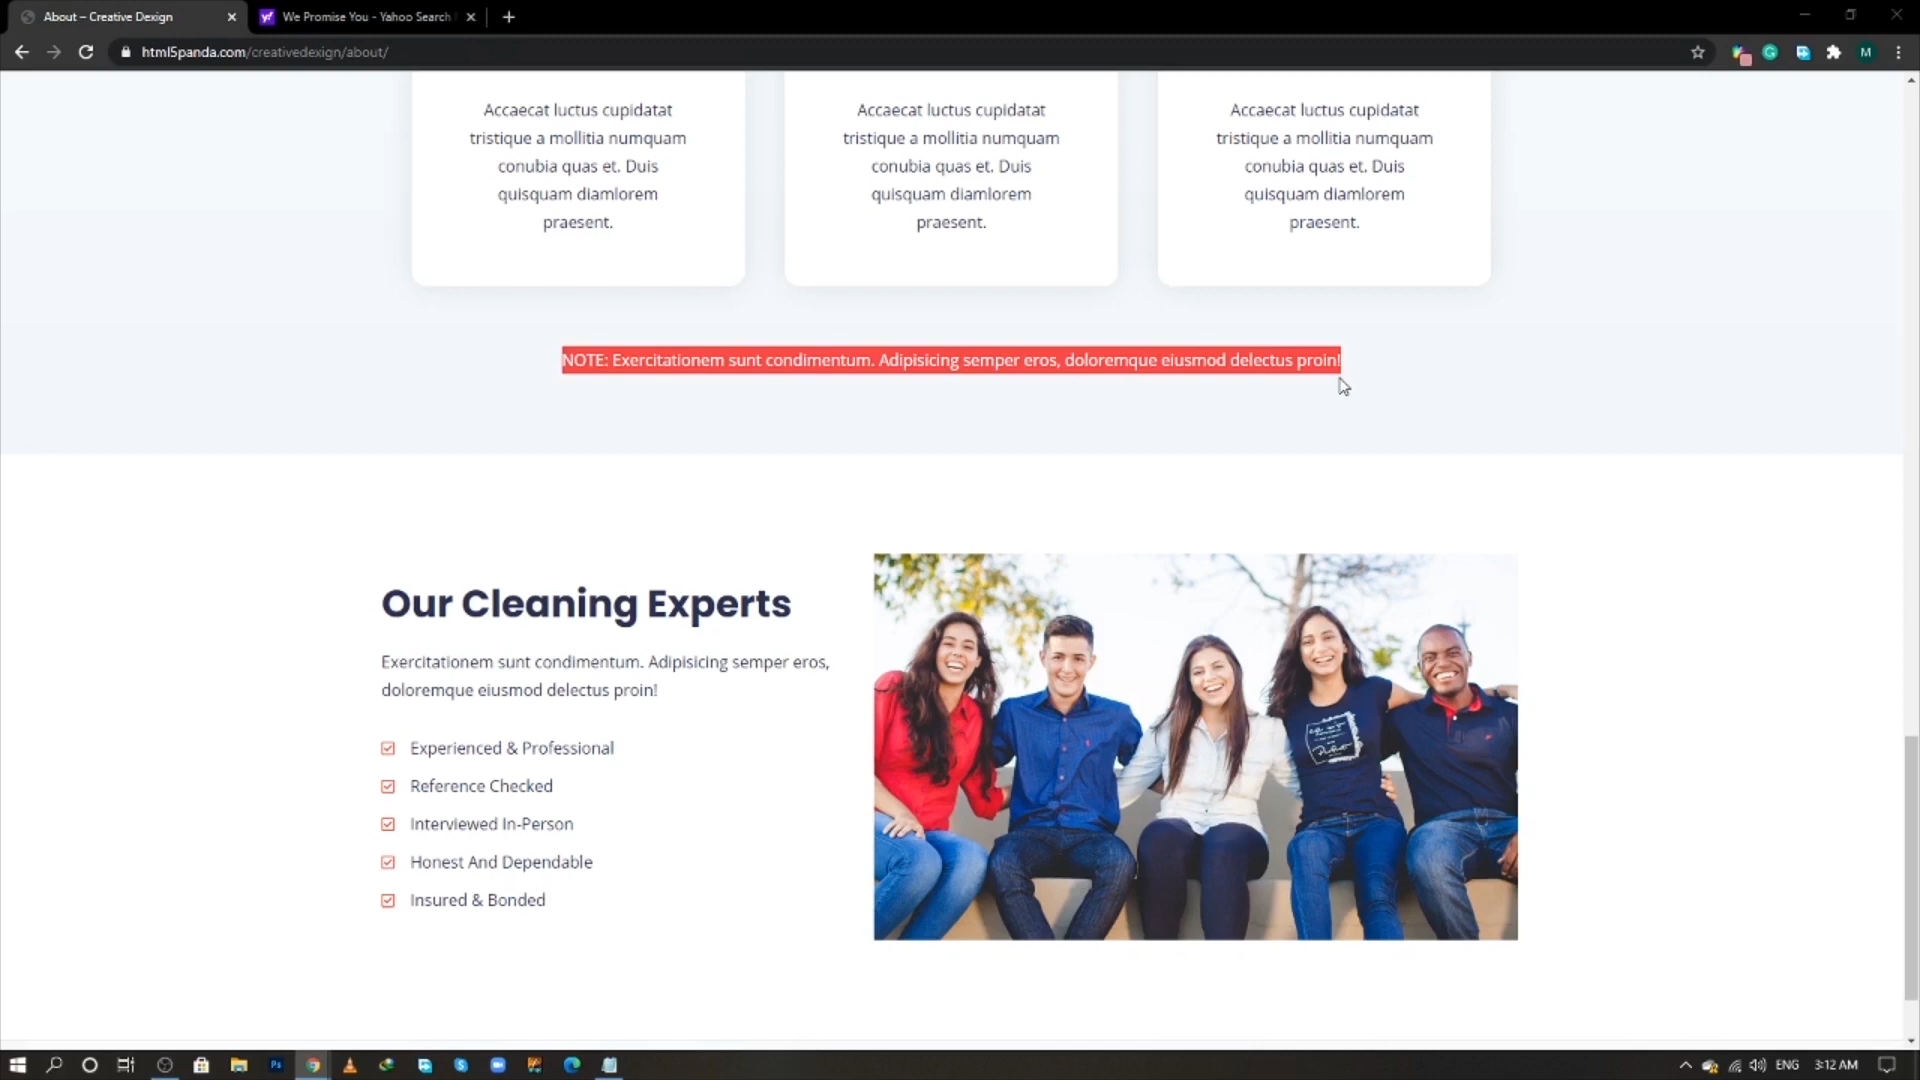 About – Creative Dexign
We Promise You - Yahoo Search
html5panda.com/creativedexign/about/
M
Accaecat luctus cupidatat
tristique a mollitia numquam
conubia quas et. Duis
quisquam diamlorem
praesent.
Accaecat luctus cupidatat
tristique a mollitia numquam
conubia quas et. Duis
quisquam diamlorem
praesent.
Accaecat luctus cupidatat
tristique a mollitia numquam
conubia quas et. Duis
quisquam diamlorem
praesent.
NOTE: Exercitationem sunt condimentum. Adipisicing semper eros, doloremque eiusmod delectus proin!
Our Cleaning Experts
Exercitationem sunt condimentum. Adipisicing semper eros,
doloremque eiusmod delectus proin!
Experienced & Professional
Reference Checked
Interviewed In-Person
Honest And Dependable
Insured & Bonded
ENG
3:12 AM